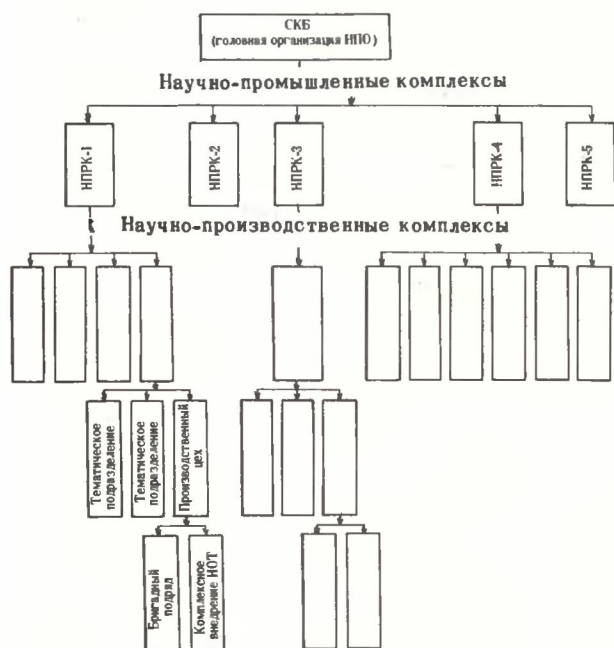 СКБ
(головная организация НПО)
Научно-промышленные комплексы
НПРК-1
НПРК-2
НПРК-3
НПРК-4
НПРК-5
Научно-производственные комплексы
Тематическое
подразделение
Тематическое
подразделение
Производственный
цех
Бригадный
подряд
Комплексное
внедрение НОТ